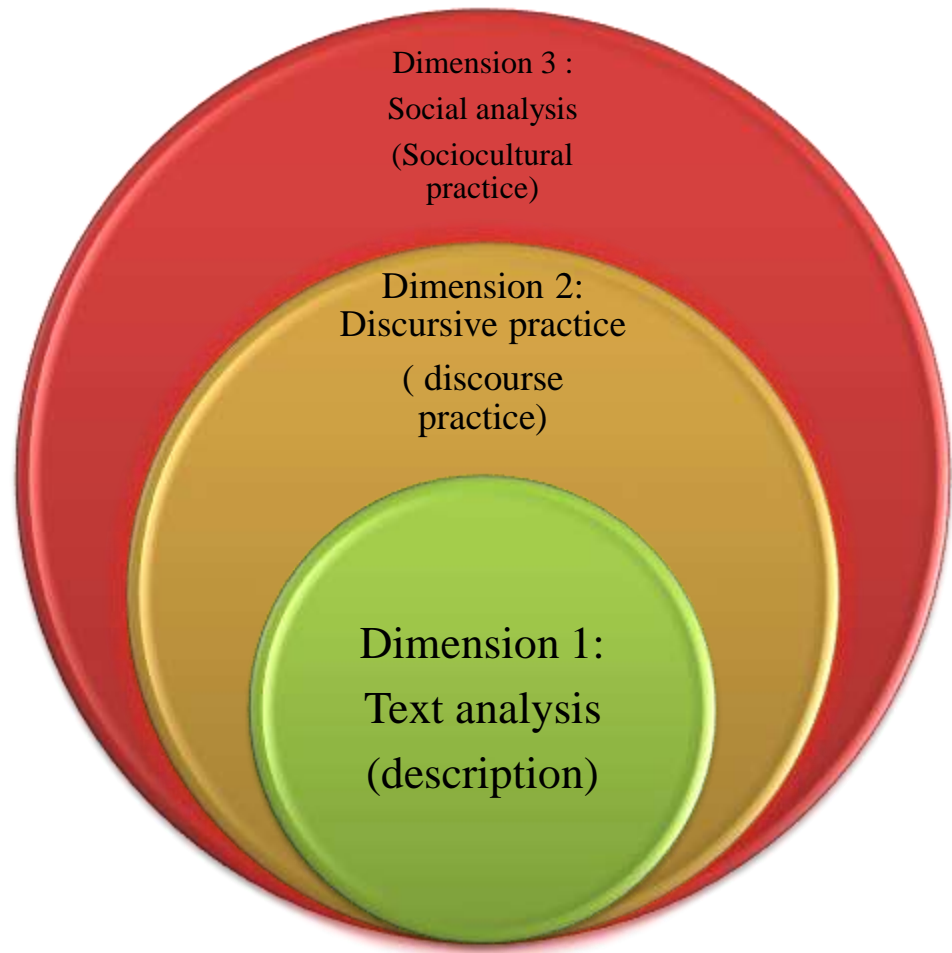 Dimension 3 :
Social analysis
(Sociocultural
practice)
Dimension 2:
Discursive practice
( discourse
practice)
Dimension 1:
Text analysis
(description)